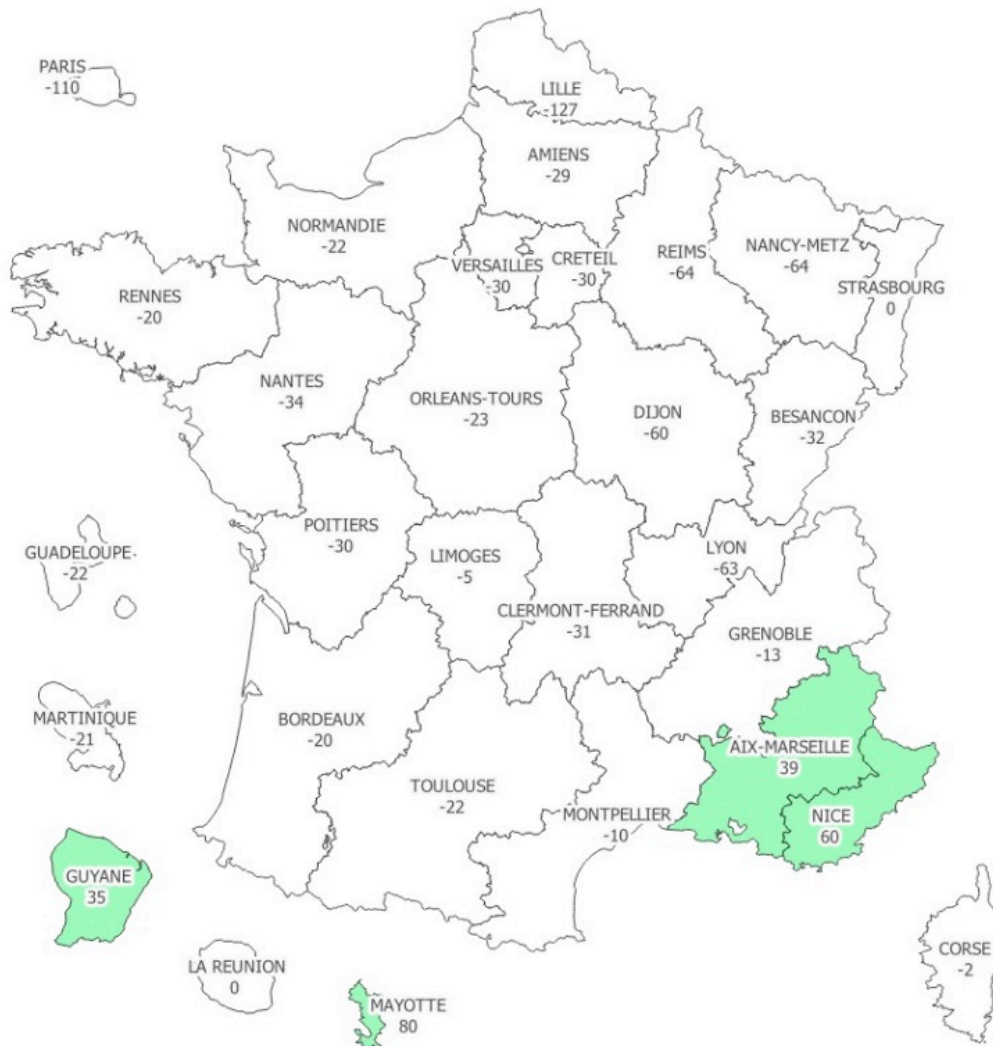 PARIS
-110
LILLE
-127
AMIENS
-29
NORMANDIE
-22
VERSAILLES
-30
CRETEIL
-30
REIMS
-64
NANCY-METZ
-64
STRASBOURG
0
RENNES
-20
NANTES
-34
ORLEANS-TOURS
-23
DIJON
-60
BESANCON
-32
POITIERS
-30
GUADELOUPE
-22
LIMOGES
-5
LYON
-63
CLERMONT-FERRAND
-31
GRENOBLE
-13
MARTINIQUE
-21
BORDEAUX
-20
AIX-MARSEILLE
39
TOULOUSE
-22
MONTPELLIER
-10
NICE
60
GUYANE
35
LA REUNION
0
CORSE
-2
MAYOTTE
80